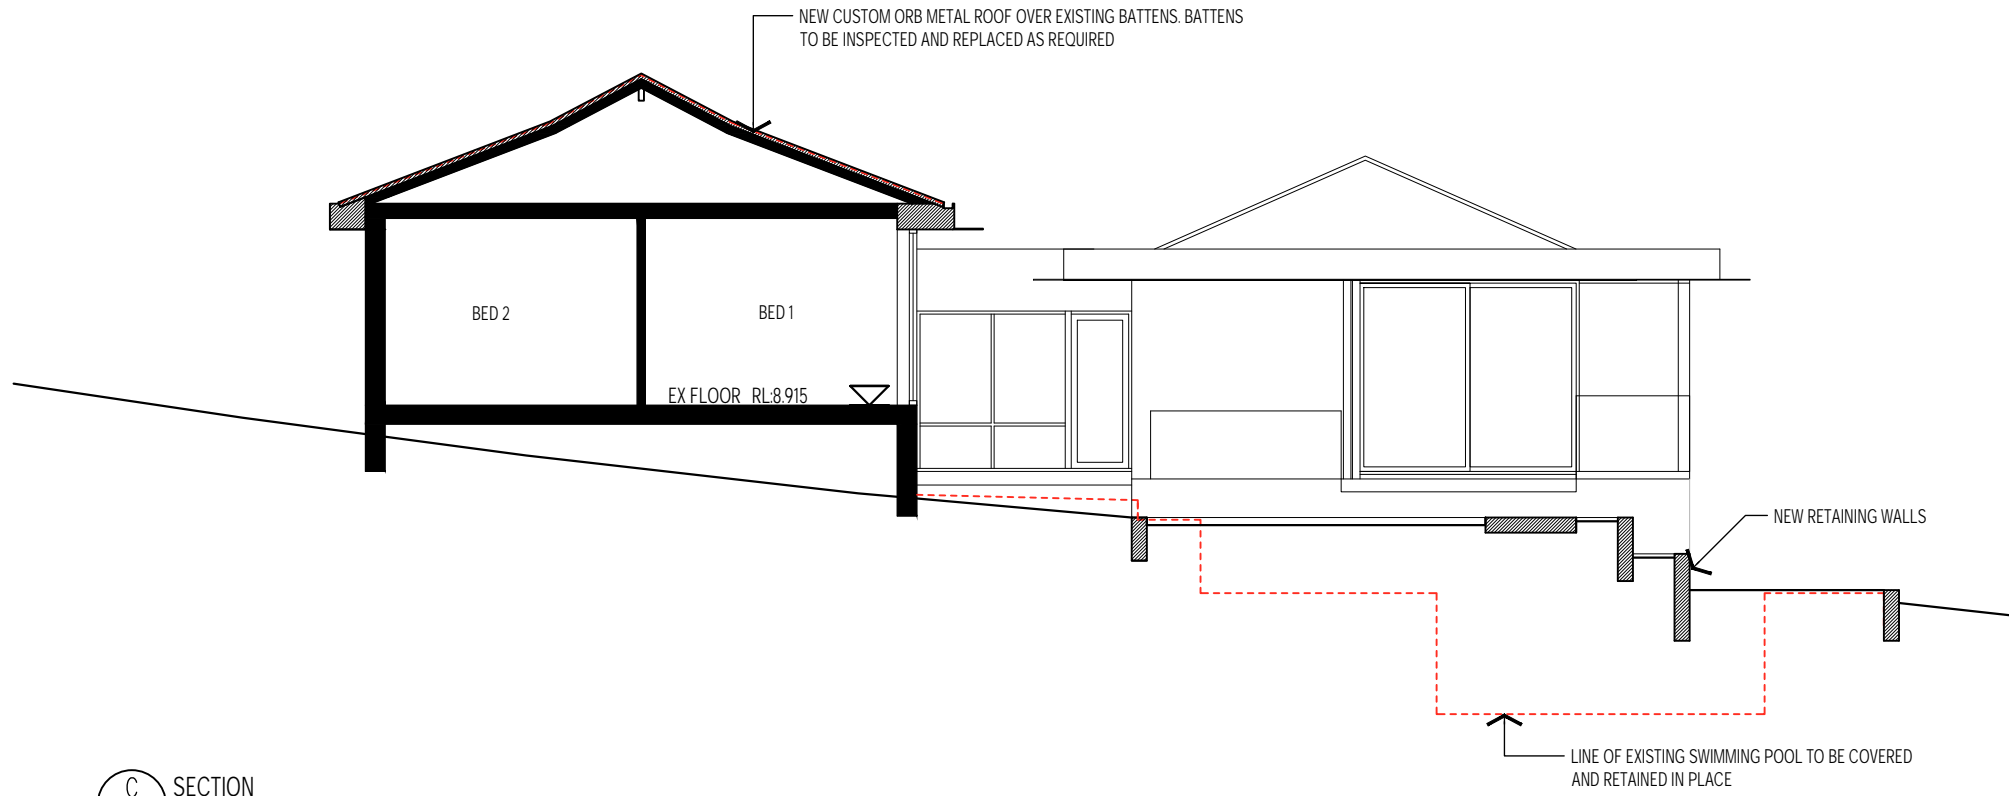 NEW CUSTOM ORB METAL ROOF OVER EXISTING BATTENS. BATTENS
TO BE INSPECTED AND REPLACED AS REQUIRED
BED 2
BED 1
EX FLOOR RL:8.915
NEW RETAINING WALLS
LINE OF EXISTING SWIMMING POOL TO BE COVERED
AND RETAINED IN PLACE
C
SECTION